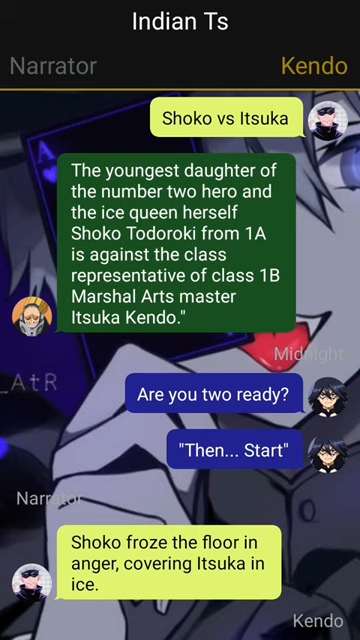 Indian Ts
Narrator
Kendo
Shoko vs Itsuka
The youngest daughter of
the number two hero and
the ice queen herself
Shoko Todoroki from 1A
is against the class
representative of class 1B
Marshal Arts master
Itsuka Kendo."
Midnight
_AtR
Are you two ready?
"Then... Start"
Narrator
Shoko froze the floor in
anger, covering Itsuka in
ice.
Kendo